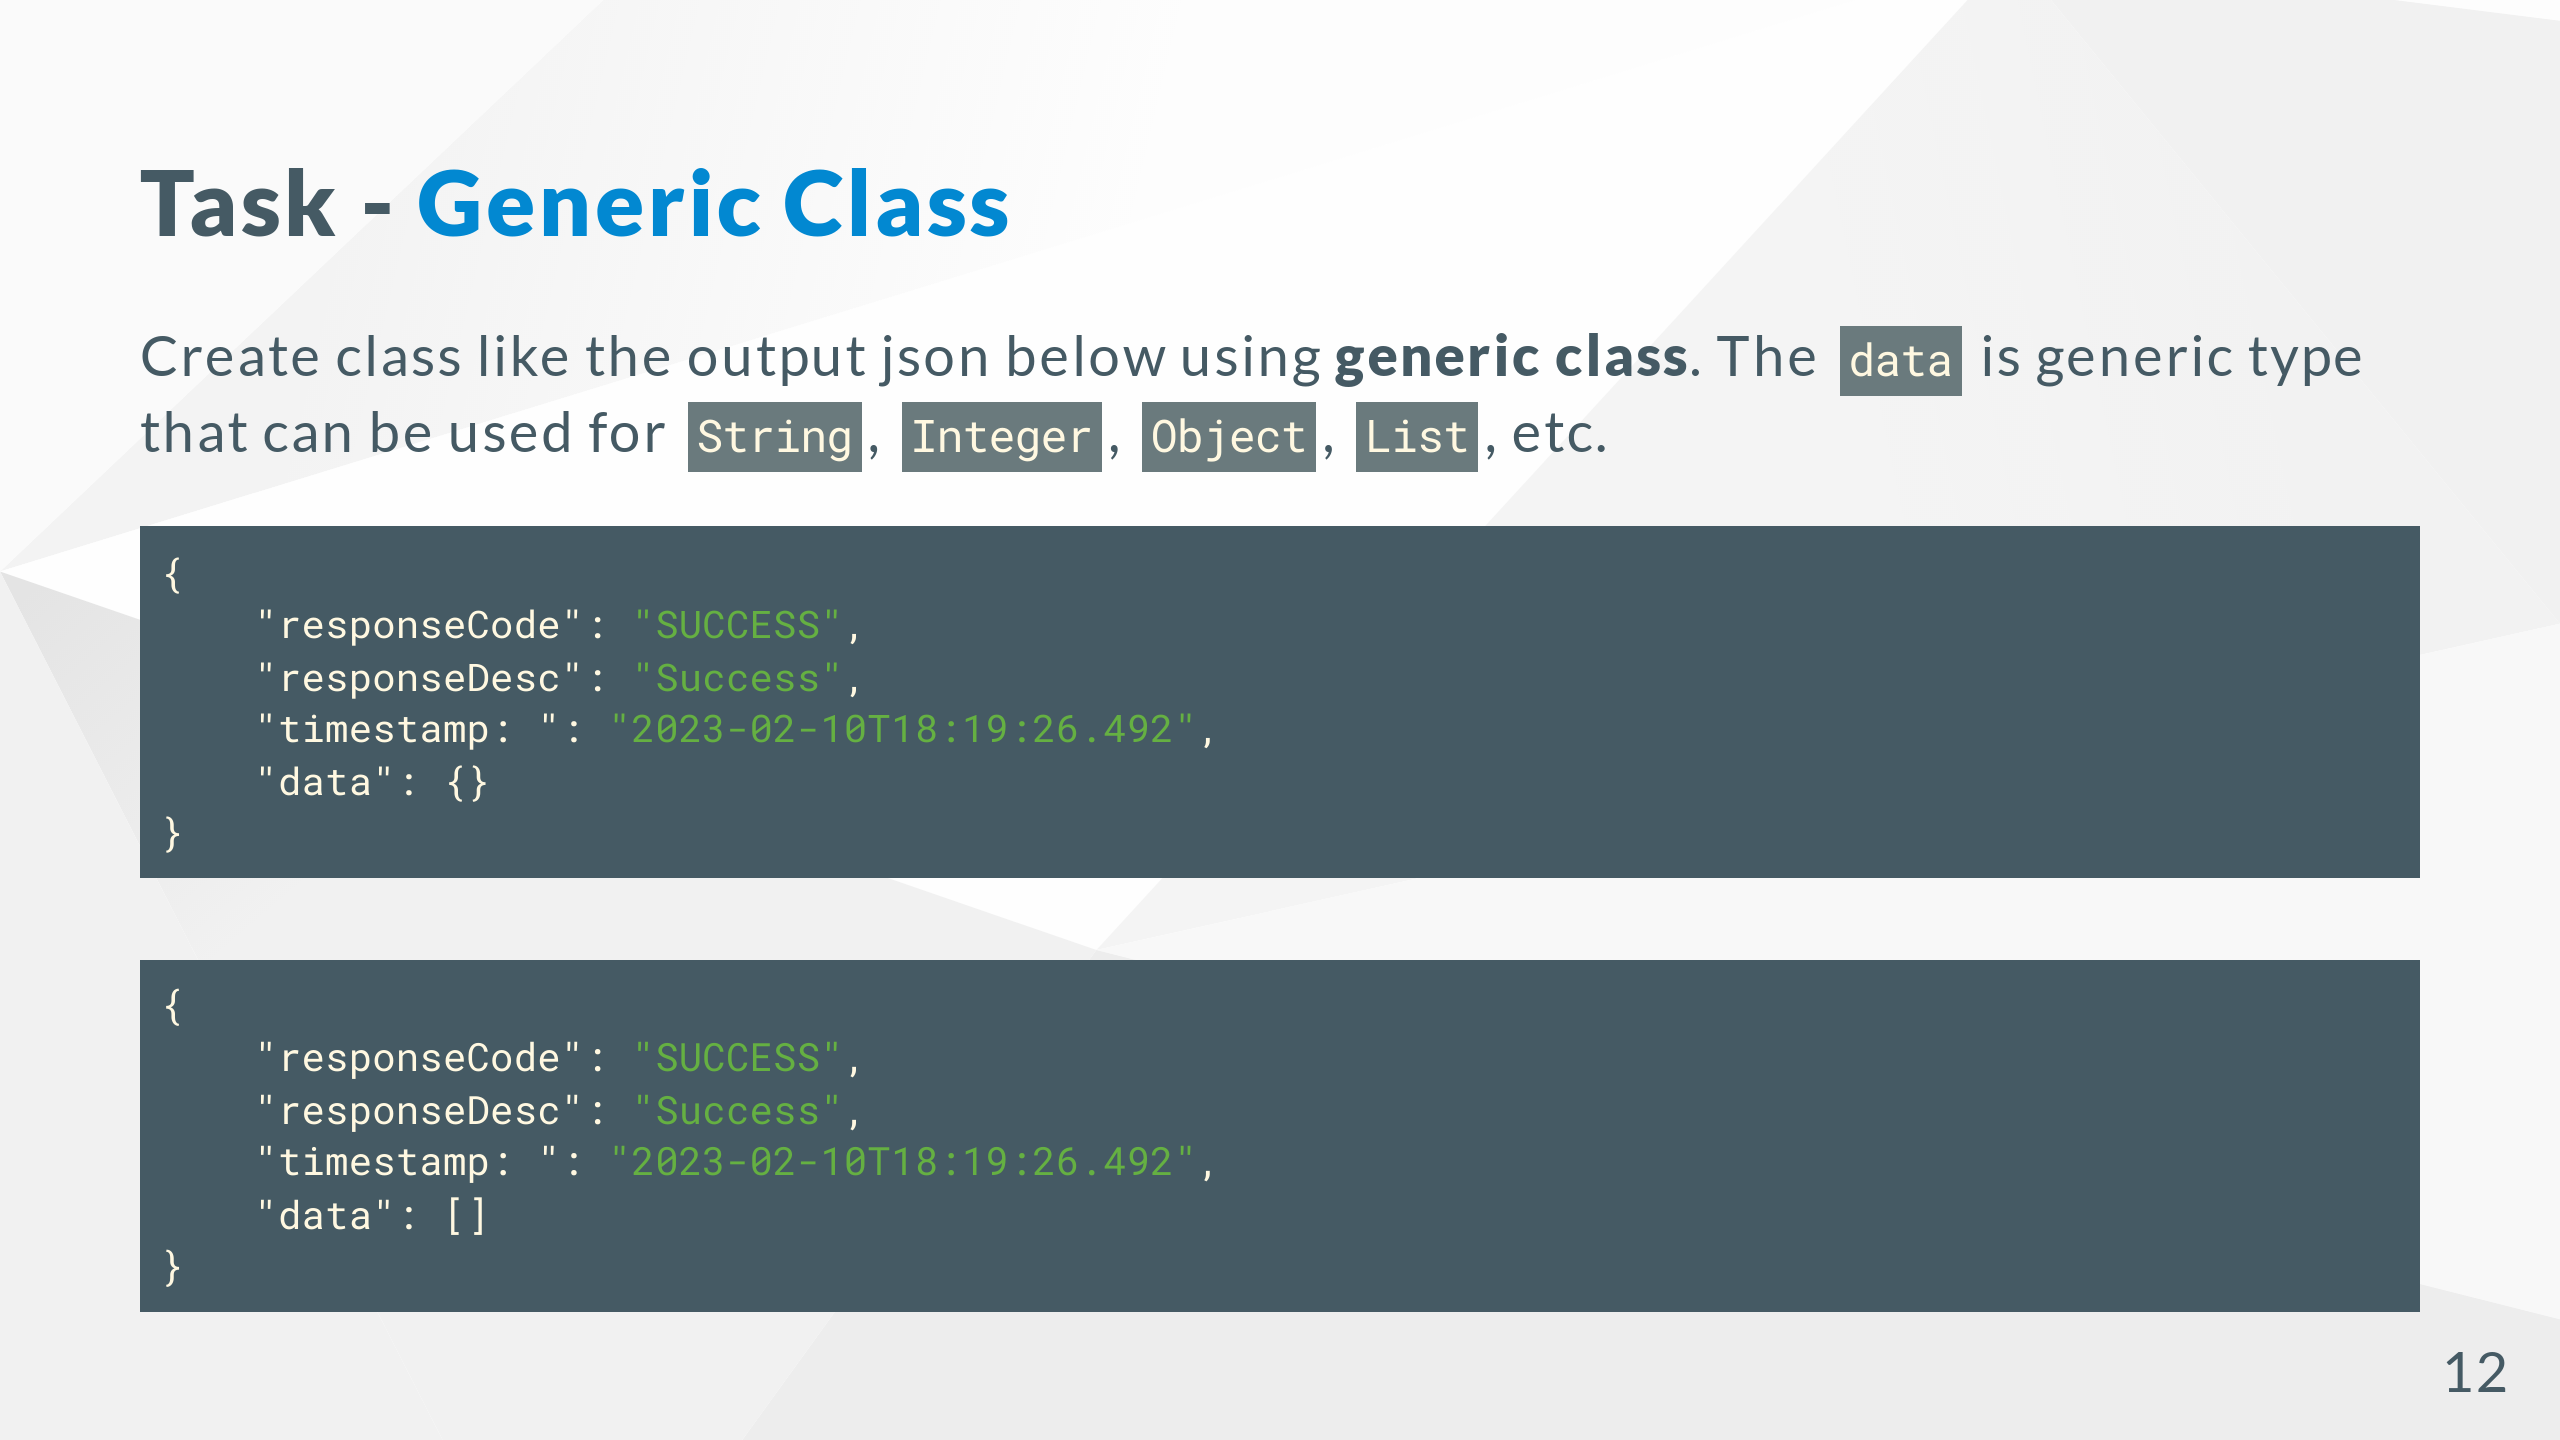 Task - Generic Class
Create class like the output json below using generic class. The data is generic type
that can be used for String, Integer, Object, List, etc.
{
    "responseCode": "SUCCESS",
    "responseDesc": "Success",
    "timestamp: ": "2023-02-10T18:19:26.492",
    "data": {}
}
{
    "responseCode": "SUCCESS",
    "responseDesc": "Success",
    "timestamp: ": "2023-02-10T18:19:26.492",
    "data": []
}
12